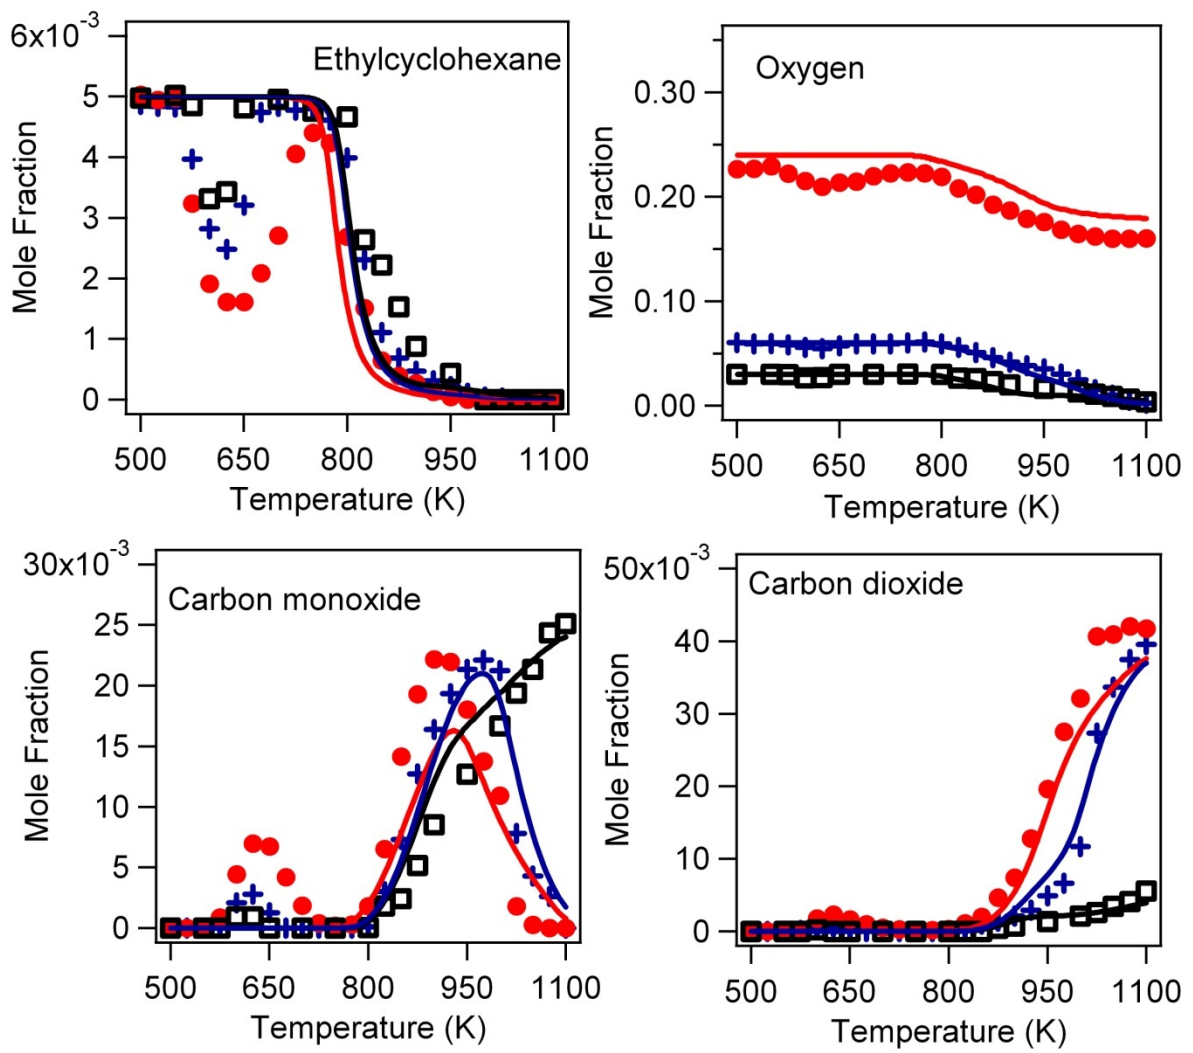 6x10-3
Ethylcyclohexane
5
4
3
2
1
0
Mole Fraction
500 650 800 950 1100
Temperature (K)
Oxygen
0.30
0.20
0.10
0.00
Mole Fraction
500 650 800 950 1100
Temperature (K)
30x10-3
Carbon monoxide
25
20
15
10
5
0
Mole Fraction
500 650 800 950 1100
Temperature (K)
50x10-3
Carbon dioxide
40
30
20
10
0
Mole Fraction
500 650 800 950 1100
Temperature (K)